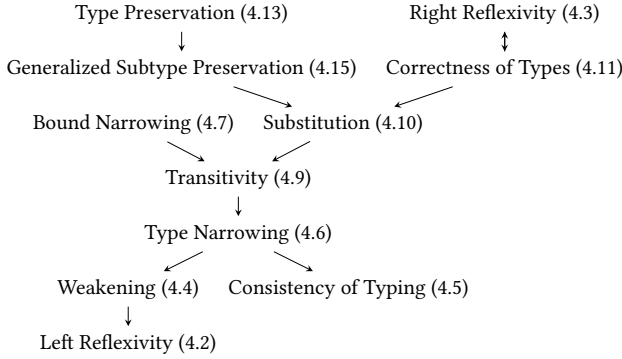 Type Preservation (4.13) Right Reflexivity (4.3)
Generalized Subtype Preservation (4.15) Correctness of Types (4.11)
Bound Narrowing (4.7) Substitution (4.10)
Transitivity (4.9)
Type Narrowing (4.6)
Weakening (4.4) Consistency of Typing (4.5)
Left Reflexivity (4.2)